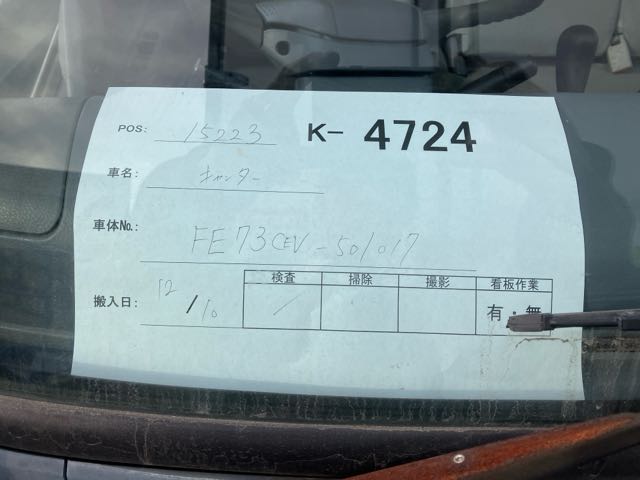 POS: 15223 K- 4724
車名: キャンター
車体No.: FE73CEV-501017
検査 掃除 撮影 看板作業
搬入日: 12/10 有・無